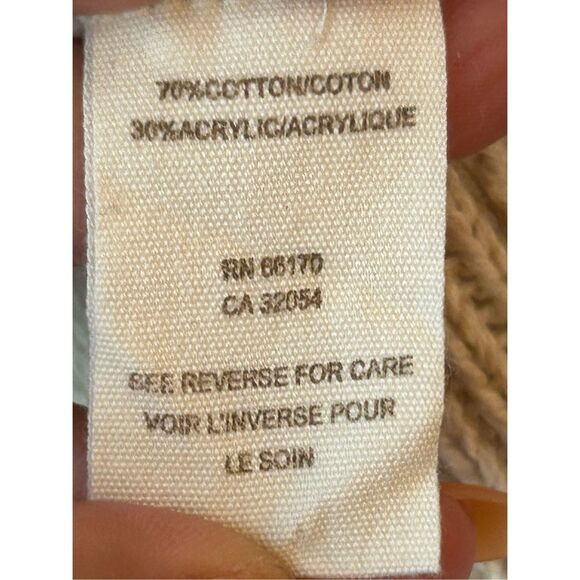 70%COTTON/COTON
30%ACRYLIC/ACRYLIQUE
RN 66170
CA 32054
SEE REVERSE FOR CARE
VOIR L'INVERSE POUR
LE SOIN